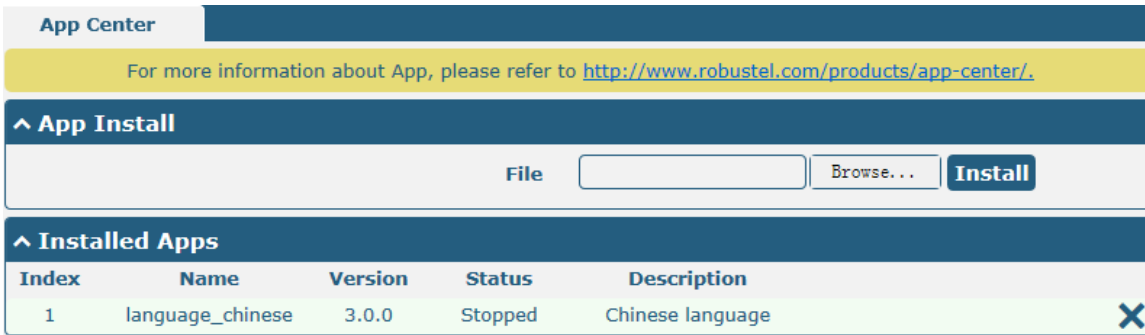 App Center
For more information about App, please refer to http://www.robustel.com/products/app-center/.
App Install
File Browse... Install
Installed Apps
Index Name Version Status Description
1 language_chinese 3.0.0 Stopped Chinese language